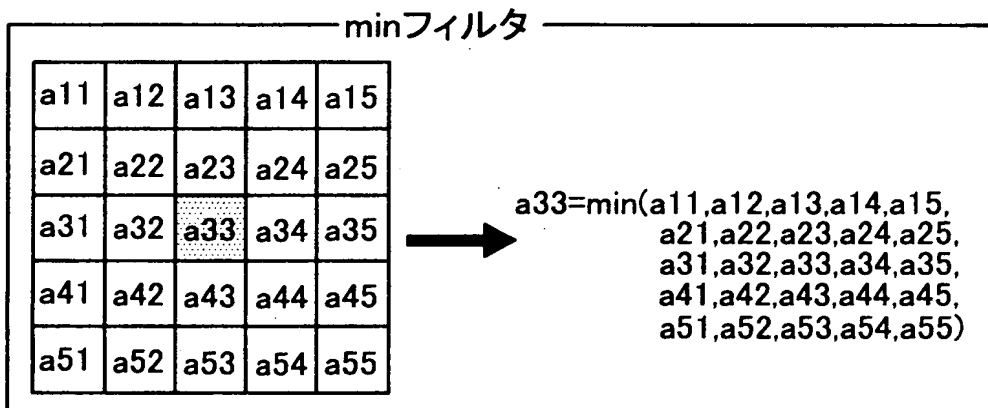 minフィルタ
a11 a12 a13 a14 a15
a21 a22 a23 a24 a25
a31 a32 a33 a34 a35
a41 a42 a43 a44 a45
a51 a52 a53 a54 a55
a33=min(a11,a12,a13,a14,a15,
a21,a22,a23,a24,a25,
a31,a32,a33,a34,a35,
a41,a42,a43,a44,a45,
a51,a52,a53,a54,a55)